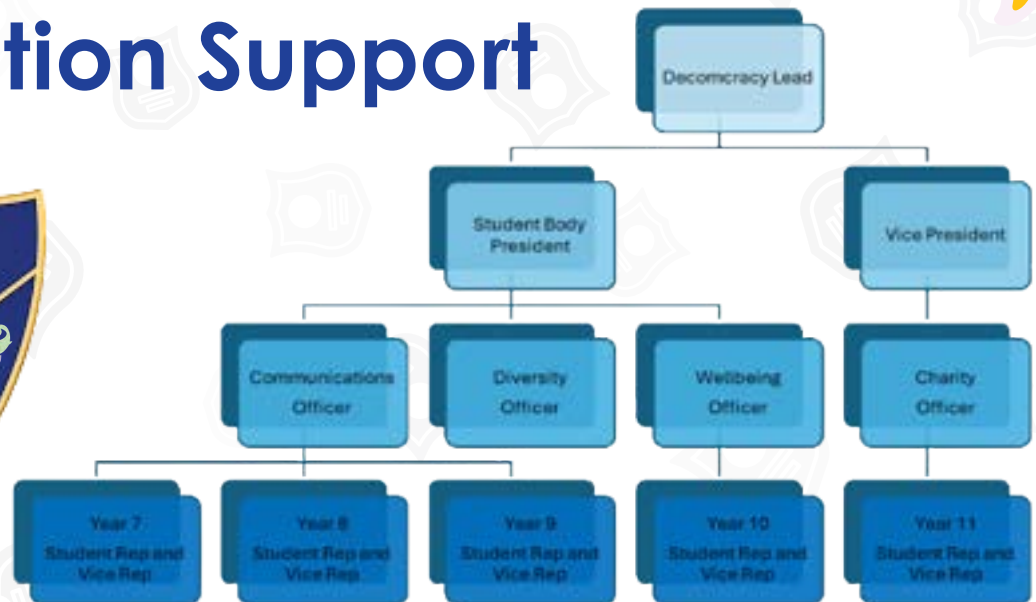 tion Support
Decomcracy Lead
Student Body
President
Vice President
Communications
Officer
Diversity
Officer
Wellbeing
Officer
Charity
Officer
Year 7
Student Rep and
Vice Rep
Year 8
Student Rep and
Vice Rep
Year 9
Student Rep and
Vice Rep
Year 10
Student Rep and
Vice Rep
Year 11
Student Rep and
Vice Rep